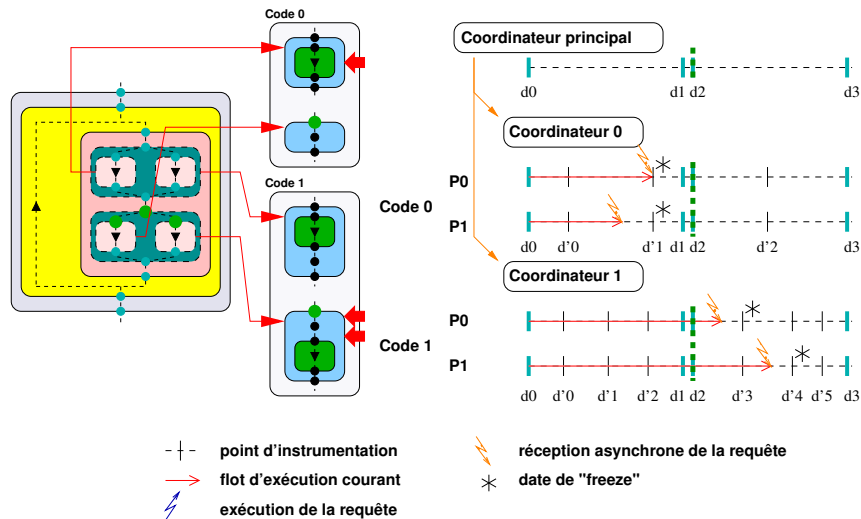 Code 0
Code 1
Code 0
Code 1
Coordinateur principal
d0 d1 d2 d3
Coordinateur 0
P0
P1
d0 d'0 d'1 d1 d2 d'2 d3
Coordinateur 1
P0
P1
d0 d'0 d'1 d'2 d1 d2 d'3 d'4 d'5 d3
point d'instrumentation
flot d'exécution courant
exécution de la requête
réception asynchrone de la requête
date de "freeze"